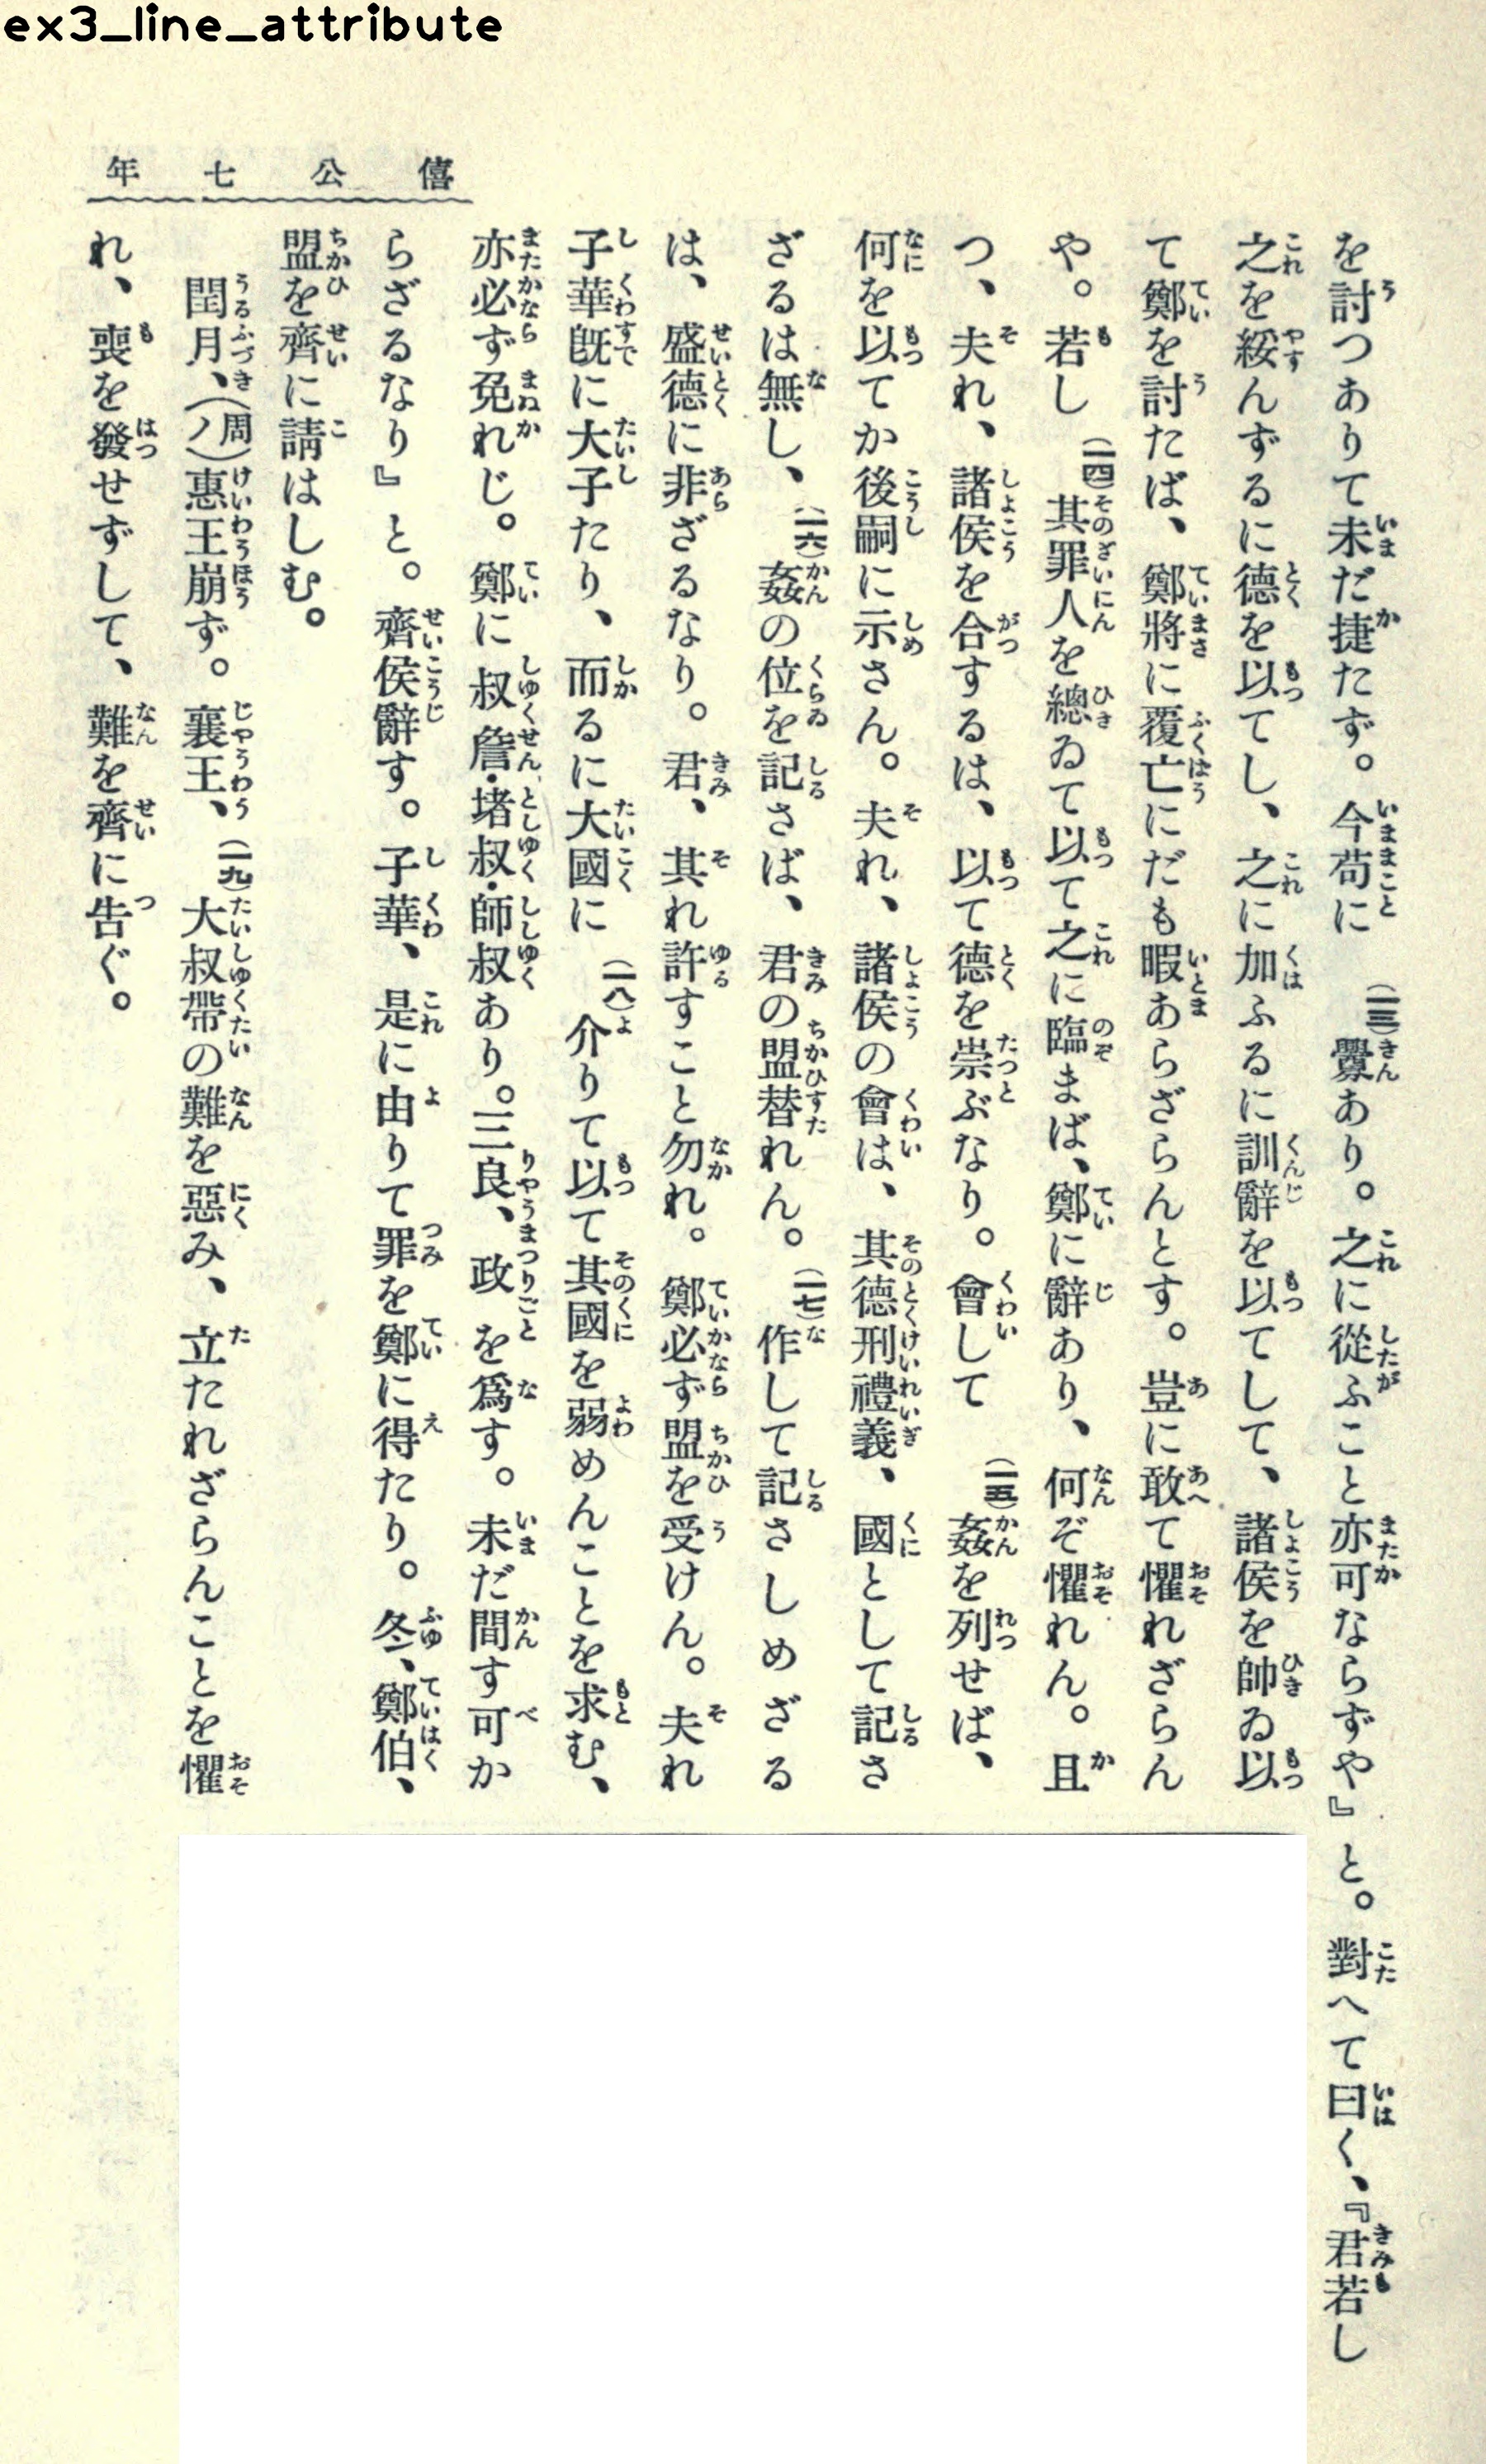 ex3_line_attribute
僖公七年
を討つありて未だ捷たず。今苟に(一三)釁あり。之に從ふこと亦可ならずや』と。對へて曰く、『君若し
之を綏んずるに德を以てし、之に加ふるに訓辭を以てして、諸侯を帥ゐ以
て鄭を討たば、鄭將に覆亡にだも暇あらざらんとす。豈に敢て懼れざらん
や。若し(一四)其罪人を總ゐて以て之に臨まば、鄭に辭あり、何ぞ懼れん。且
つ、夫れ、諸侯を合するは、以て德を崇ぶなり。會して(一五)姦を列せば、
何を以てか後嗣に示さん。夫れ、諸侯の會は、其德刑禮義、國として記さ
ざるは無し、(一六)姦の位を記さば、君の盟替れん。(一七)作して記さしめざる
は、盛德に非ざるなり。君、其れ許すこと勿れ。鄭必ず盟を受けん。夫れ
子華旣に大子たり、而るに大國に(一八)介りて以て其國を弱めんことを求む、
亦必ず免れじ。鄭に叔詹・堵叔・師叔あり。三良、政を爲す。未だ間す可か
らざるなり』と。齊侯辭す。子華、是に由りて罪を鄭に得たり。冬、鄭伯、
盟を齊に請はしむ。
閏月、(周ノ)惠王崩ず。襄王、(一九)大叔帶の難を惡み、立たれざらんことを懼
れ、喪を發せずして、難を齊に告ぐ。